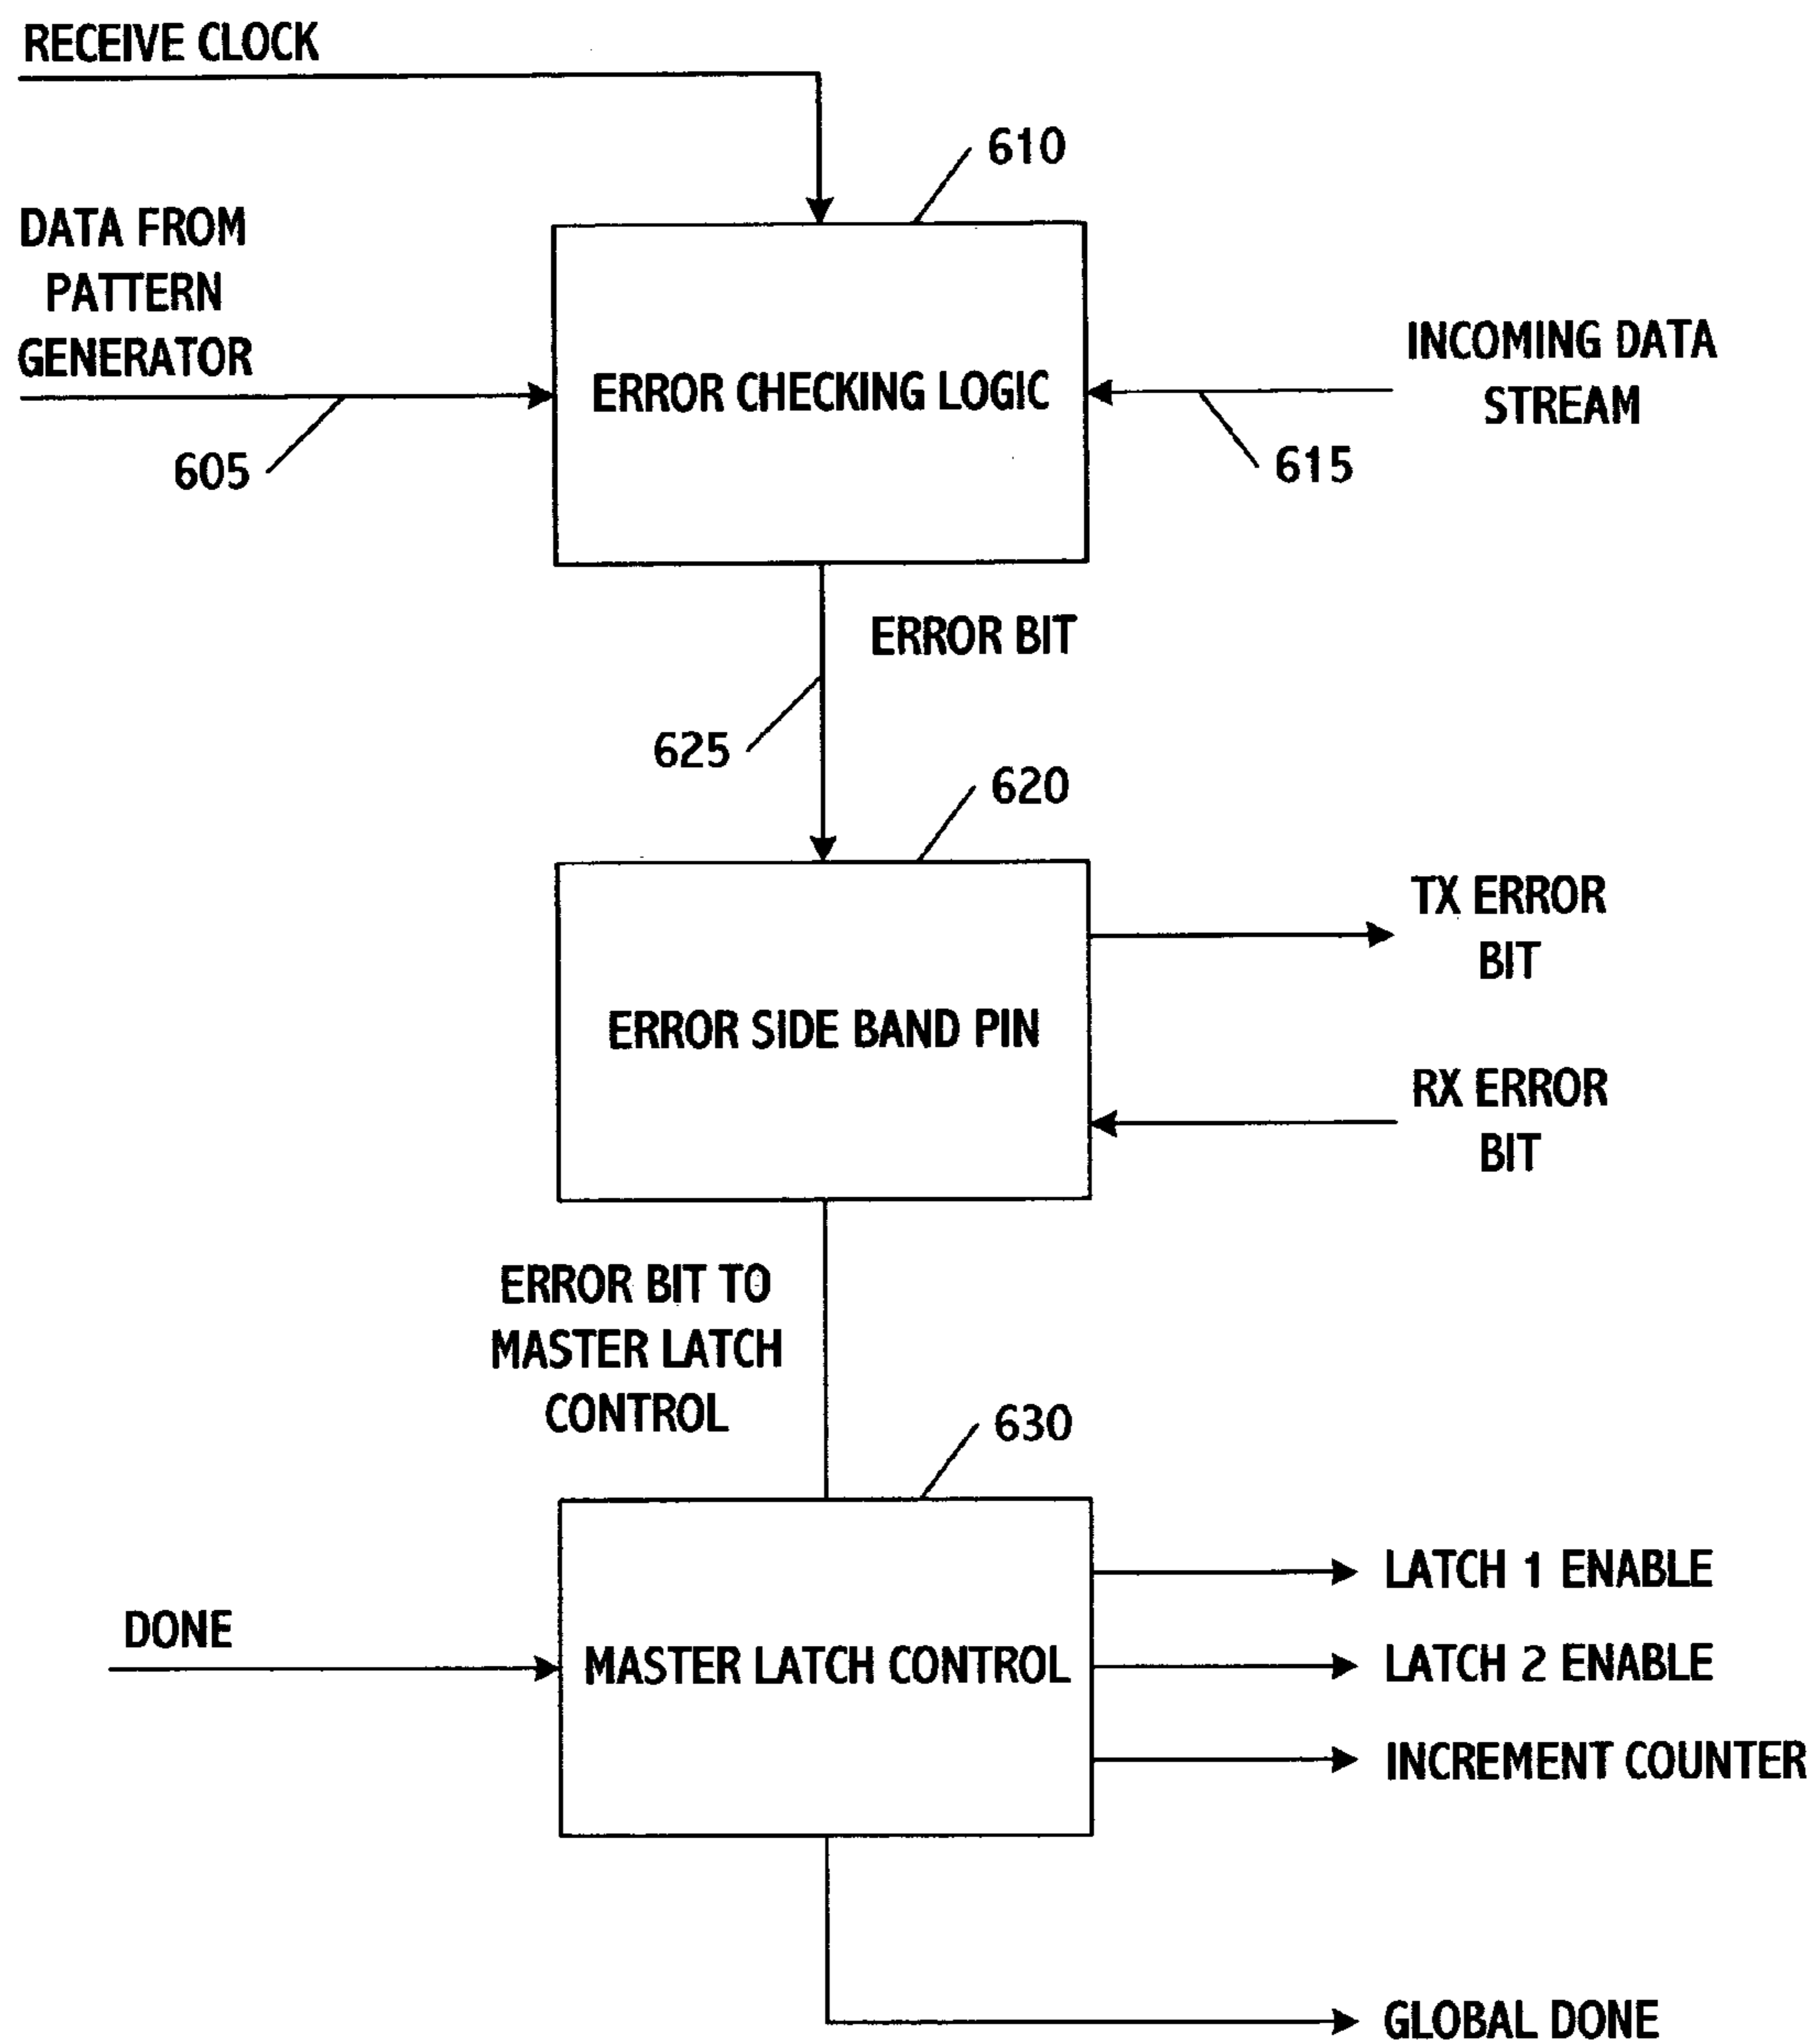 RECEIVE CLOCK
610
DATA FROM
PATTERN
GENERATOR
605
ERROR CHECKING LOGIC
INCOMING DATA
STREAM
615
ERROR BIT
625
620
ERROR SIDE BAND PIN
TX ERROR
BIT
RX ERROR
BIT
ERROR BIT TO
MASTER LATCH
CONTROL
630
DONE
MASTER LATCH CONTROL
LATCH 1 ENABLE
LATCH 2 ENABLE
INCREMENT COUNTER
GLOBAL DONE